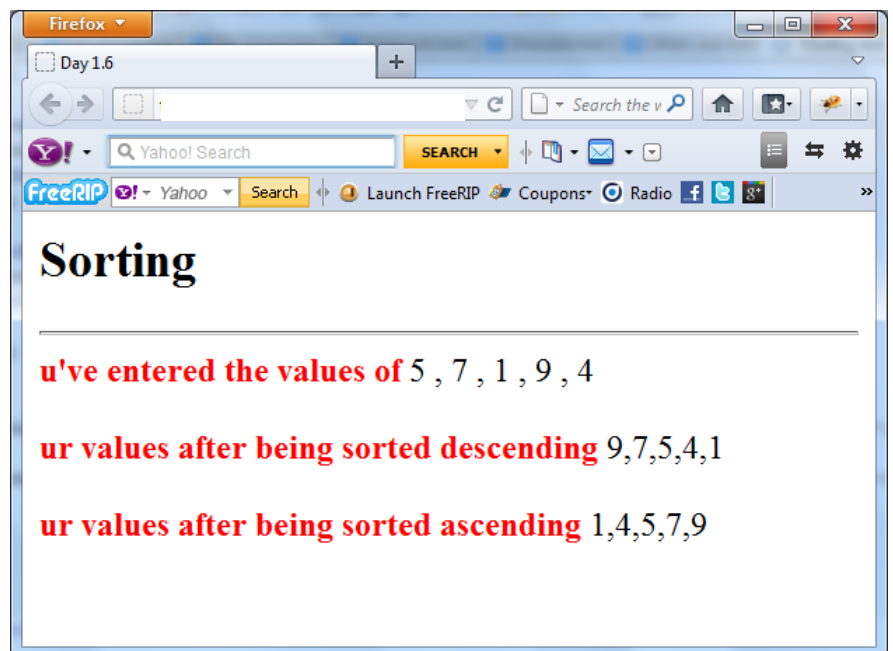 Firefox
Day 1.6
Search the v
Y! Yahoo! Search SEARCH
FreeRIP Y! Yahoo Search Launch FreeRIP Coupons Radio f g+ »
Sorting
u've entered the values of 5 , 7 , 1 , 9 , 4
ur values after being sorted descending 9,7,5,4,1
ur values after being sorted ascending 1,4,5,7,9